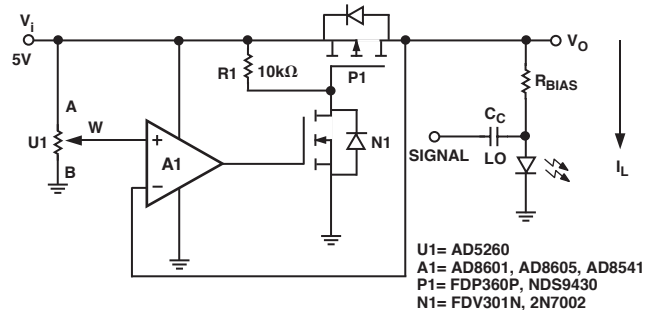 Vi
5V
VO
R1
10kΩ
P1
RBIAS
A
W
U1
B
+
A1
−
N1
CC
SIGNAL
LO
IL
U1= AD5260
A1= AD8601, AD8605, AD8541
P1= FDP360P, NDS9430
N1= FDV301N, 2N7002